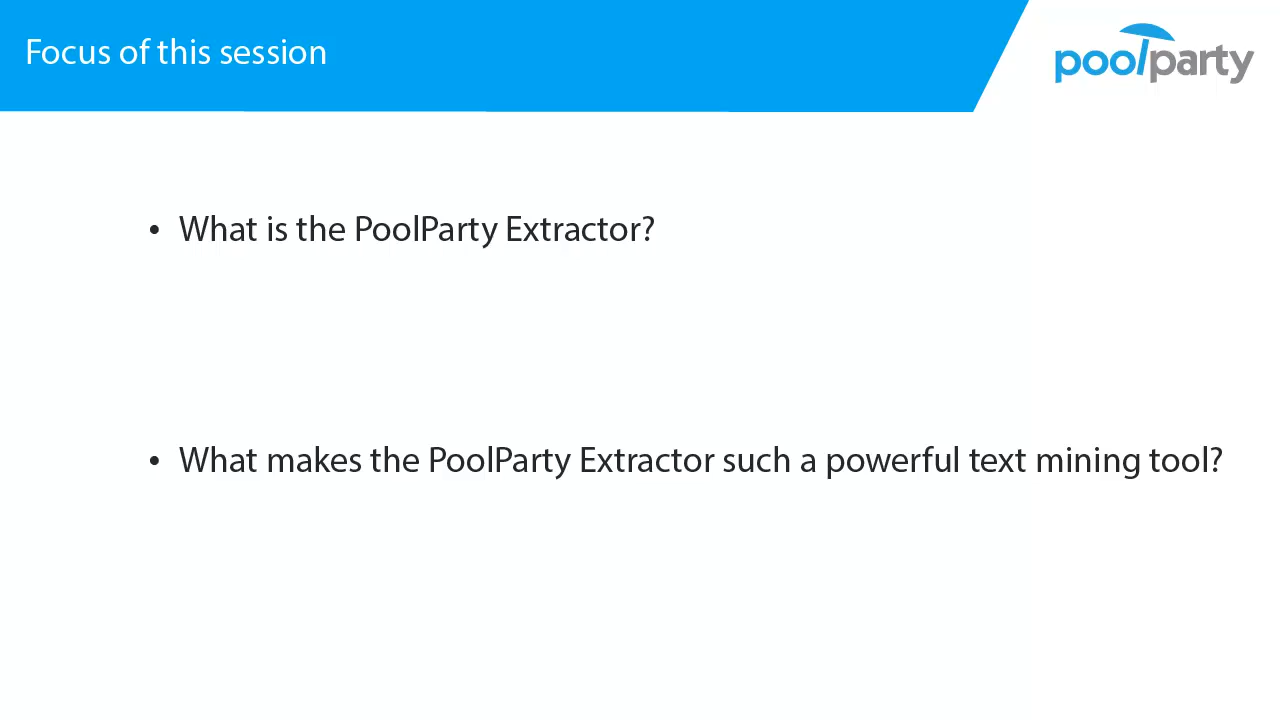 Focus of this session
poolparty
• What is the PoolParty Extractor?
• What makes the PoolParty Extractor such a powerful text mining tool?